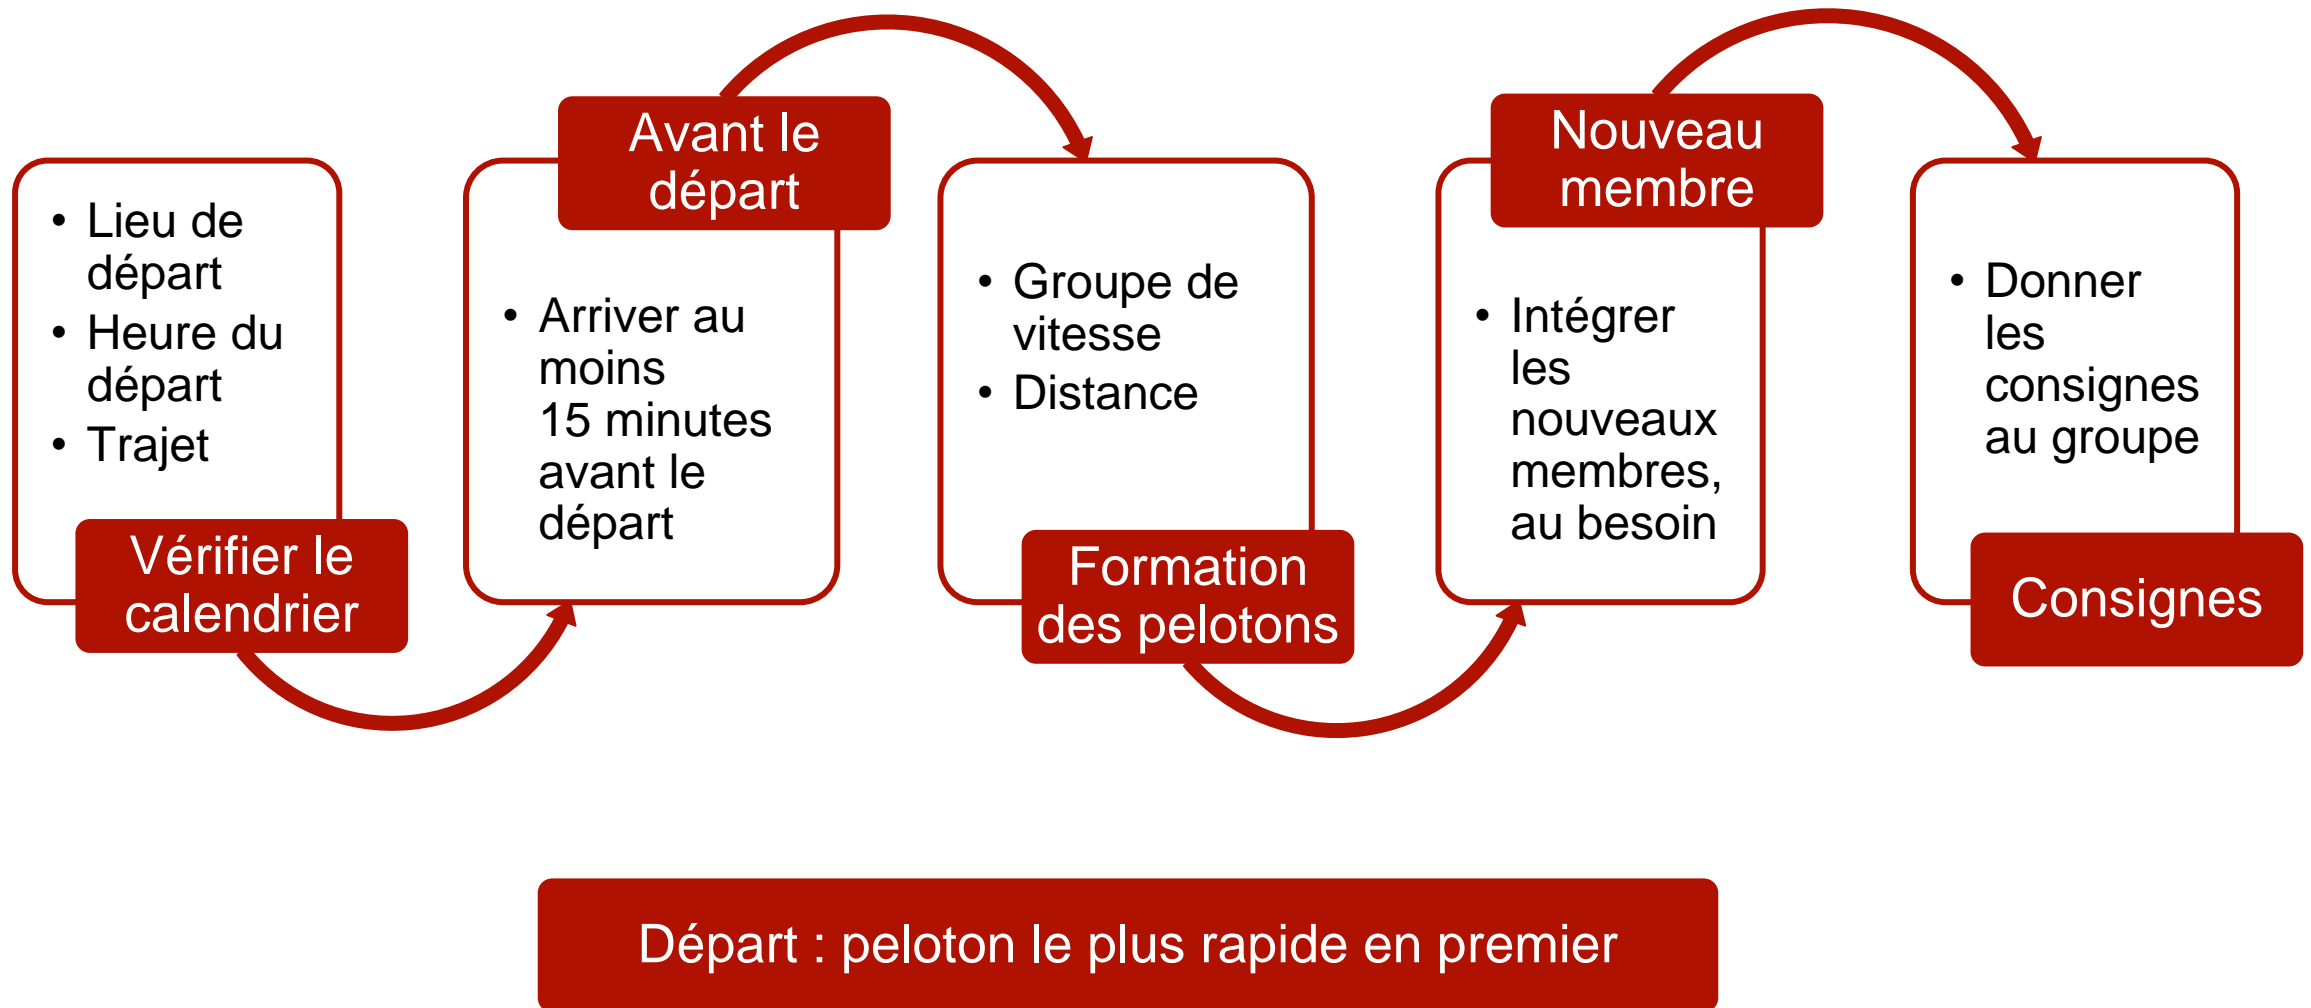 • Lieu de
départ
• Heure du
départ
• Trajet
Vérifier le
calendrier
Avant le
départ
• Arriver au
moins
15 minutes
avant le
départ
• Groupe de
vitesse
• Distance
Formation
des pelotons
Nouveau
membre
• Intégrer
les
nouveaux
membres,
au besoin
• Donner
les
consignes
au groupe
Consignes
Départ : peloton le plus rapide en premier